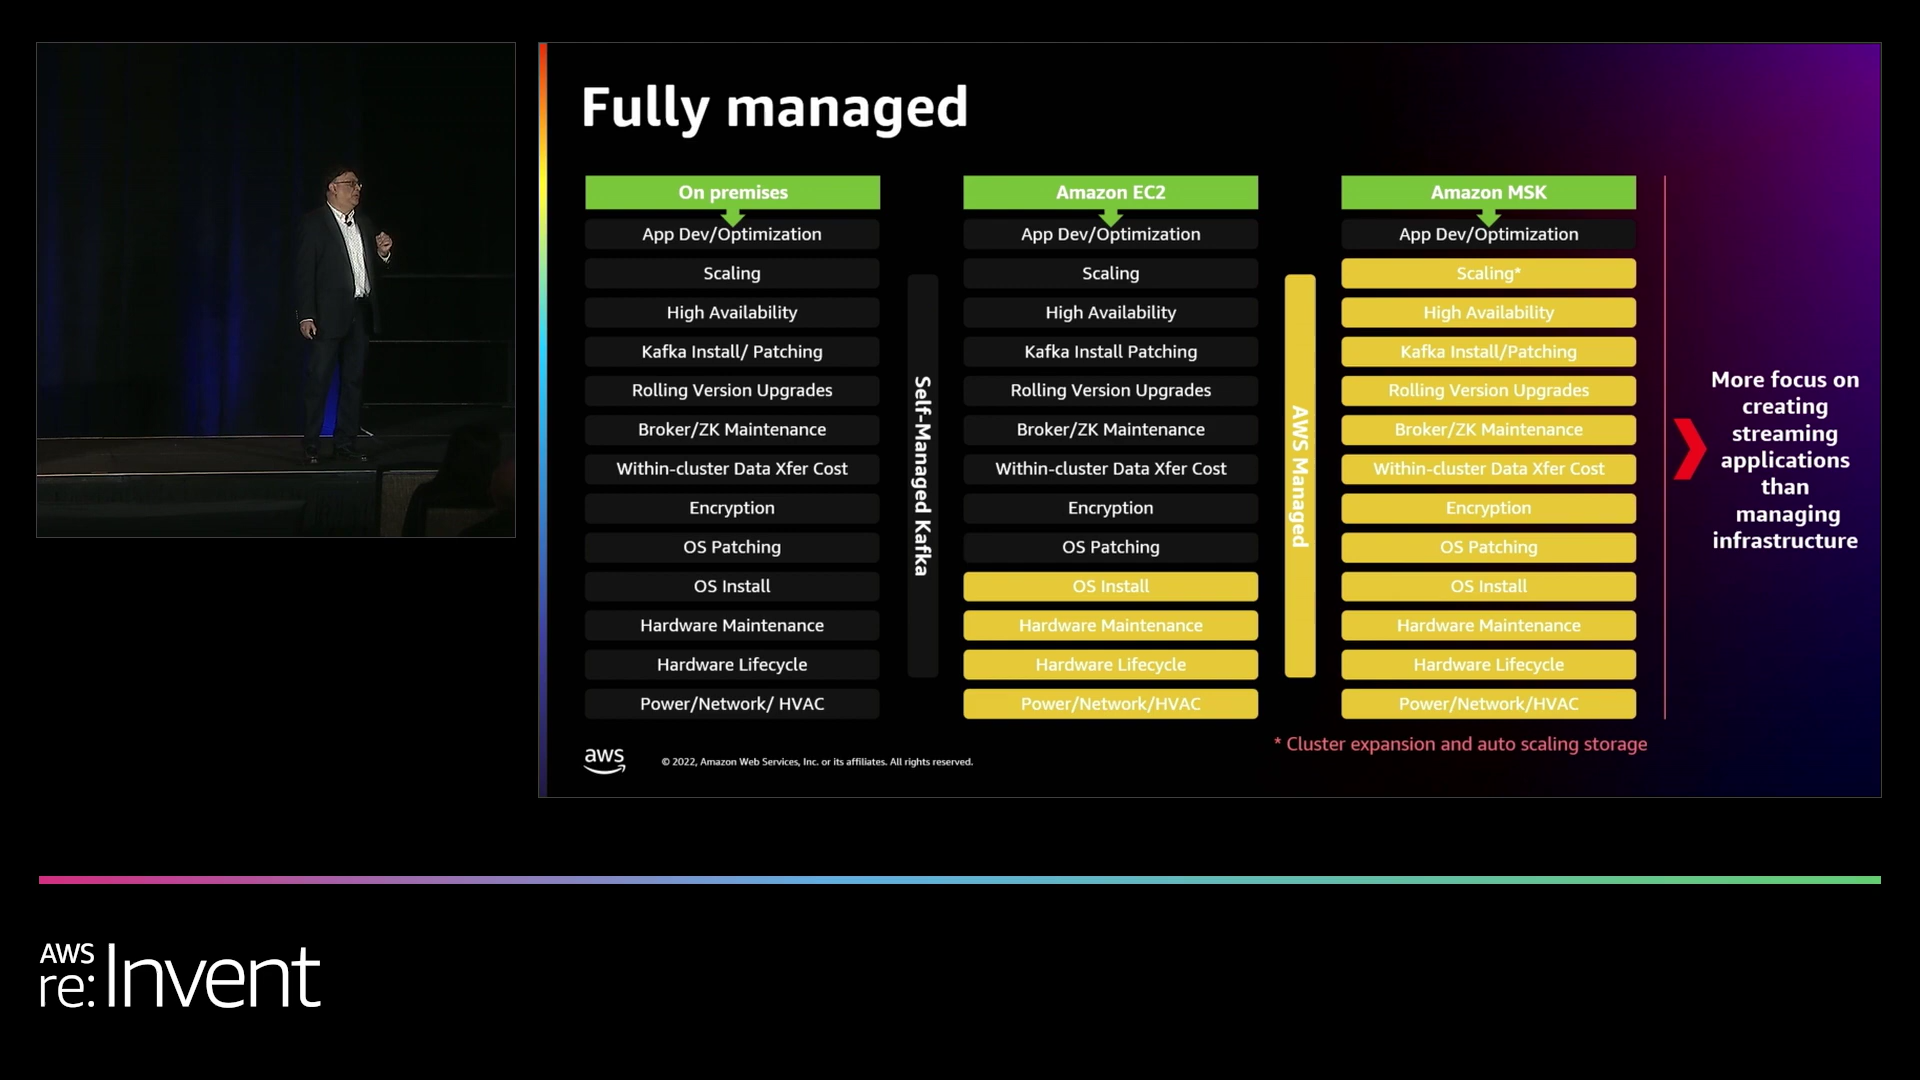 Fully managed
On premises
App Dev/Optimization
Scaling
High Availability
Kafka Install/ Patching
Rolling Version Upgrades
Broker/ZK Maintenance
Within-cluster Data Xfer Cost
Encryption
OS Patching
OS Install
Hardware Maintenance
Hardware Lifecycle
Power/Network/ HVAC
Self-Managed Kafka
Amazon EC2
App Dev/Optimization
Scaling
High Availability
Kafka Install Patching
Rolling Version Upgrades
Broker/ZK Maintenance
Within-cluster Data Xfer Cost
Encryption
OS Patching
OS Install
Hardware Maintenance
Hardware Lifecycle
Power/Network/HVAC
AWS Managed
Amazon MSK
App Dev/Optimization
Scaling*
High Availability
Kafka Install/Patching
Rolling Version Upgrades
Broker/ZK Maintenance
Within-cluster Data Xfer Cost
Encryption
OS Patching
OS Install
Hardware Maintenance
Hardware Lifecycle
Power/Network/HVAC
More focus on
creating
streaming
applications
than
managing
infrastructure
* Cluster expansion and auto scaling storage
aws
© 2022, Amazon Web Services, Inc. or its affiliates. All rights reserved.
AWS
re:Invent